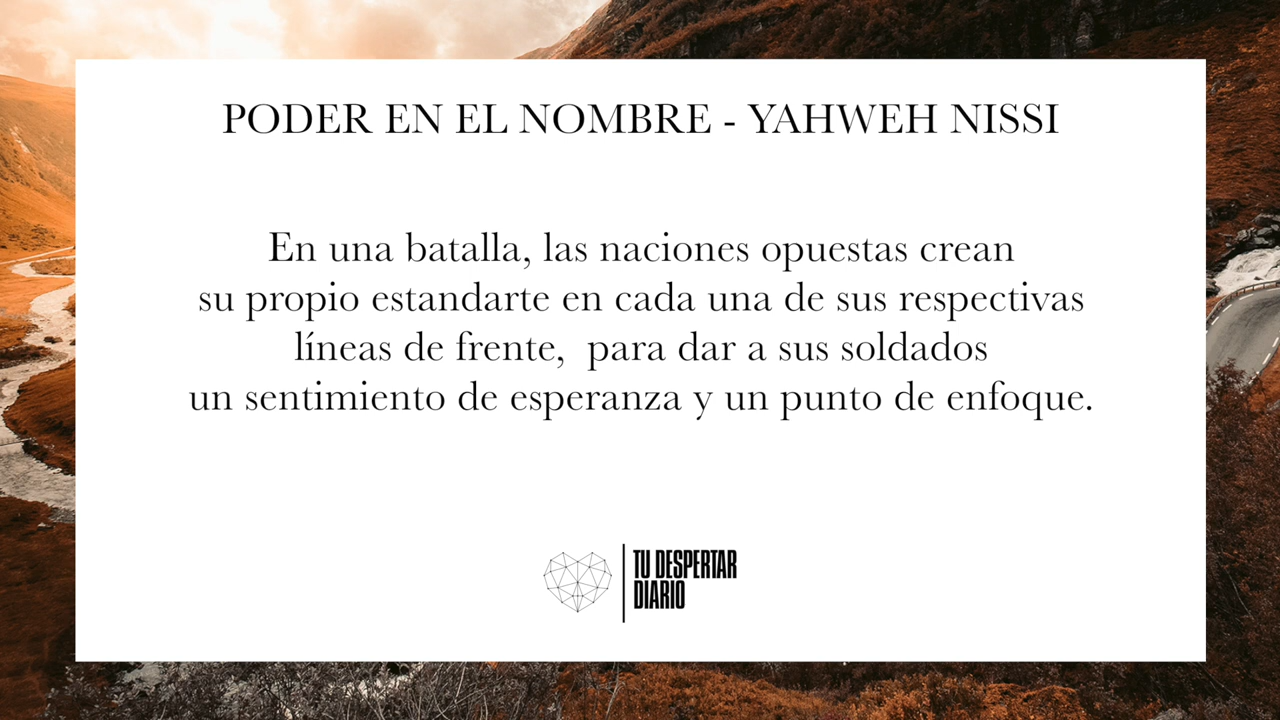 PODER EN EL NOMBRE - YAHWEH NISSI
En una batalla, las naciones opuestas crean
su propio estandarte en cada una de sus respectivas
líneas de frente,  para dar a sus soldados
un sentimiento de esperanza y un punto de enfoque.
TU DESPERTAR
DIARIO